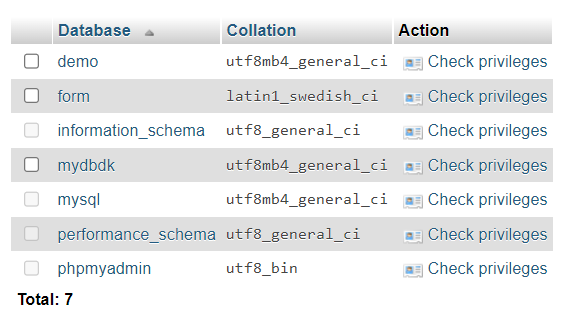 Database Collation Action
demo utf8mb4_general_ci Check privileges
form latin1_swedish_ci Check privileges
information_schema utf8_general_ci Check privileges
mydbdk utf8mb4_general_ci Check privileges
mysql utf8mb4_general_ci Check privileges
performance_schema utf8_general_ci Check privileges
phpmyadmin utf8_bin Check privileges
Total: 7